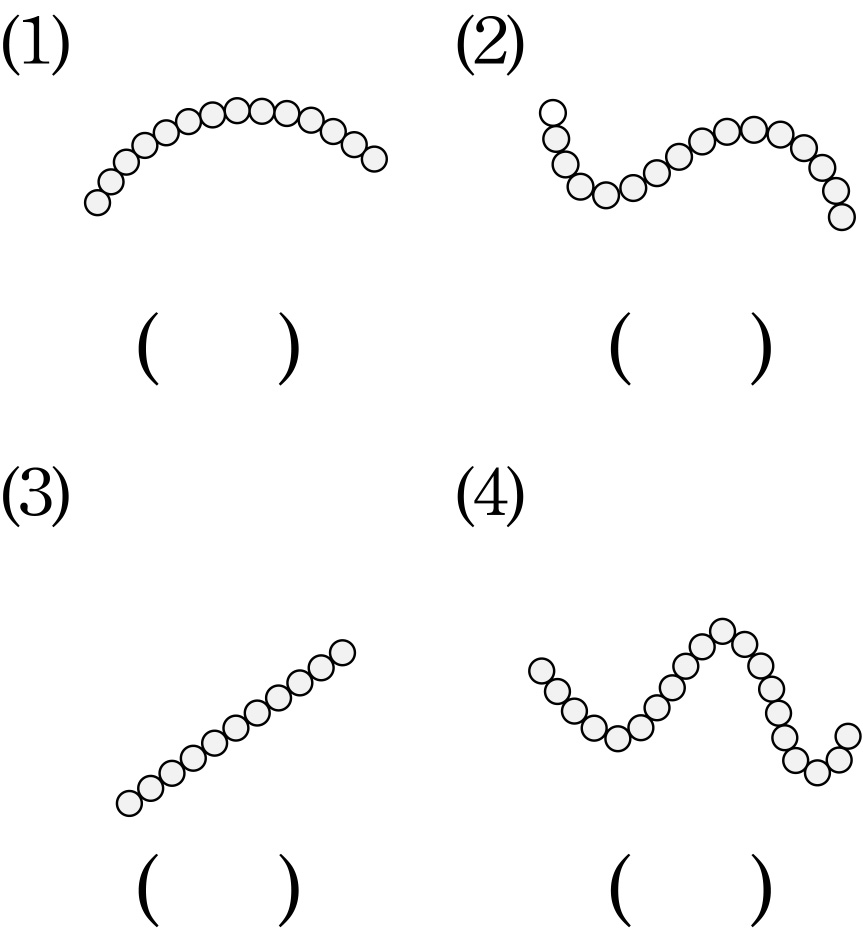 (1) (2)
( ) ( )
(3) (4)
( ) ( )